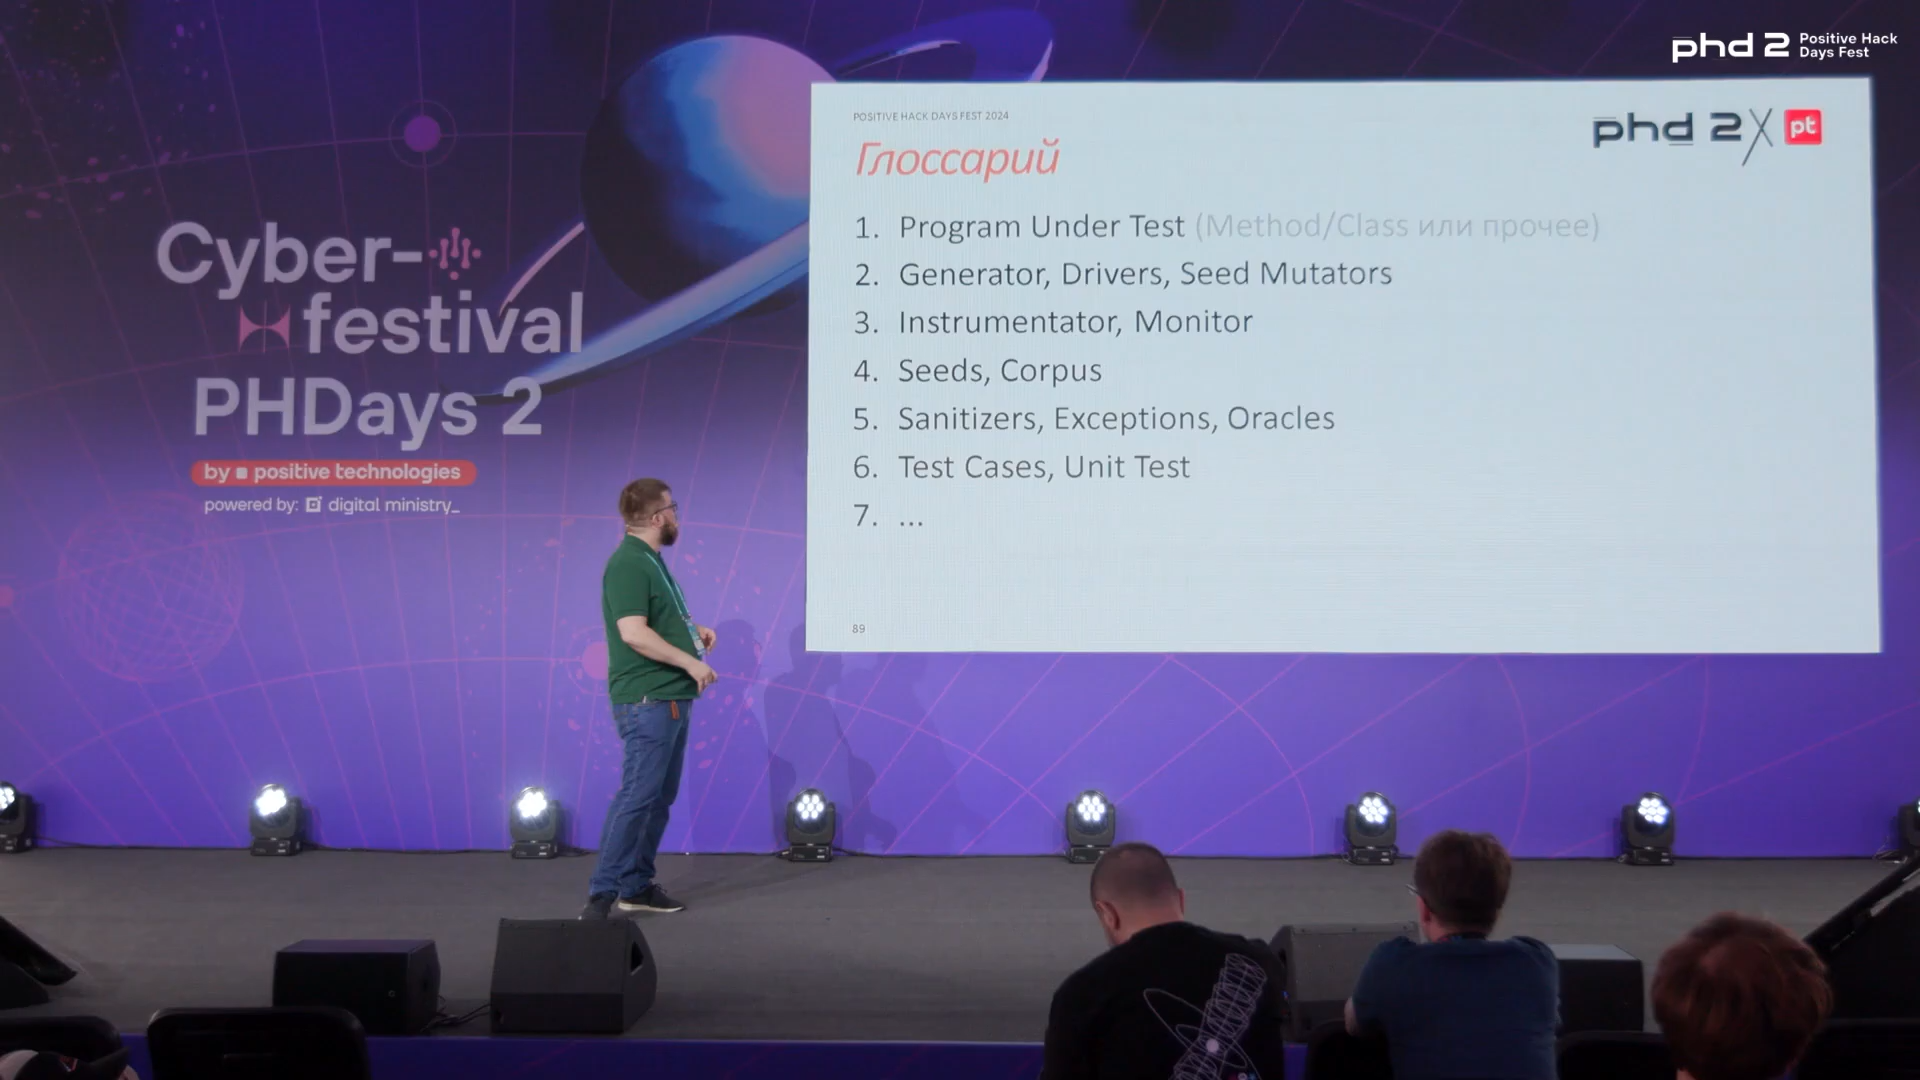 phd 2 Positive Hack
Days Fest
POSITIVE HACK DAYS FEST 2024
phd 2 pt
Глоссарий
1. Program Under Test (Method/Class или прочее)
2. Generator, Drivers, Seed Mutators
3. Instrumentator, Monitor
4. Seeds, Corpus
5. Sanitizers, Exceptions, Oracles
6. Test Cases, Unit Test
7. ...
89
Cyber-
festival
PHDays 2
by positive technologies
powered by: digital ministry_